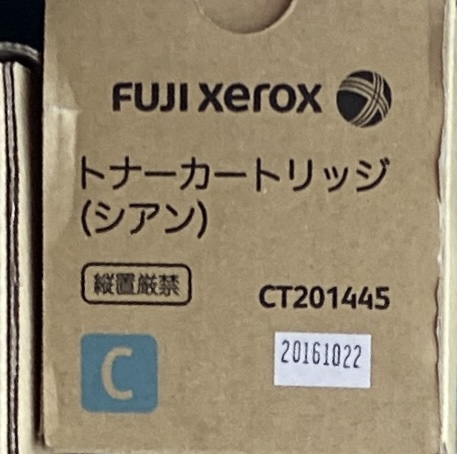 FUJI xerox
トナーカートリッジ
(シアン)
縦置厳禁
CT201445
C
20161022